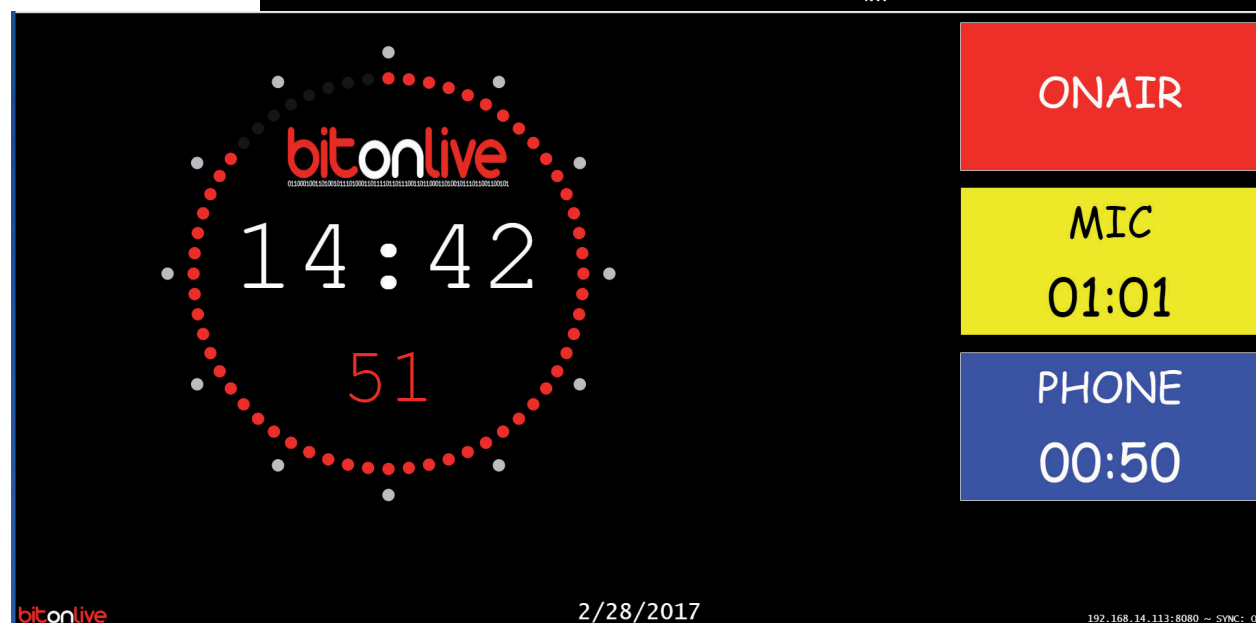 ONAIR
bitonlive
14:42
MIC
01:01
51
PHONE
00:50
bitonlive
2/28/2017
192.168.14.113:8080 ~ SYNC: